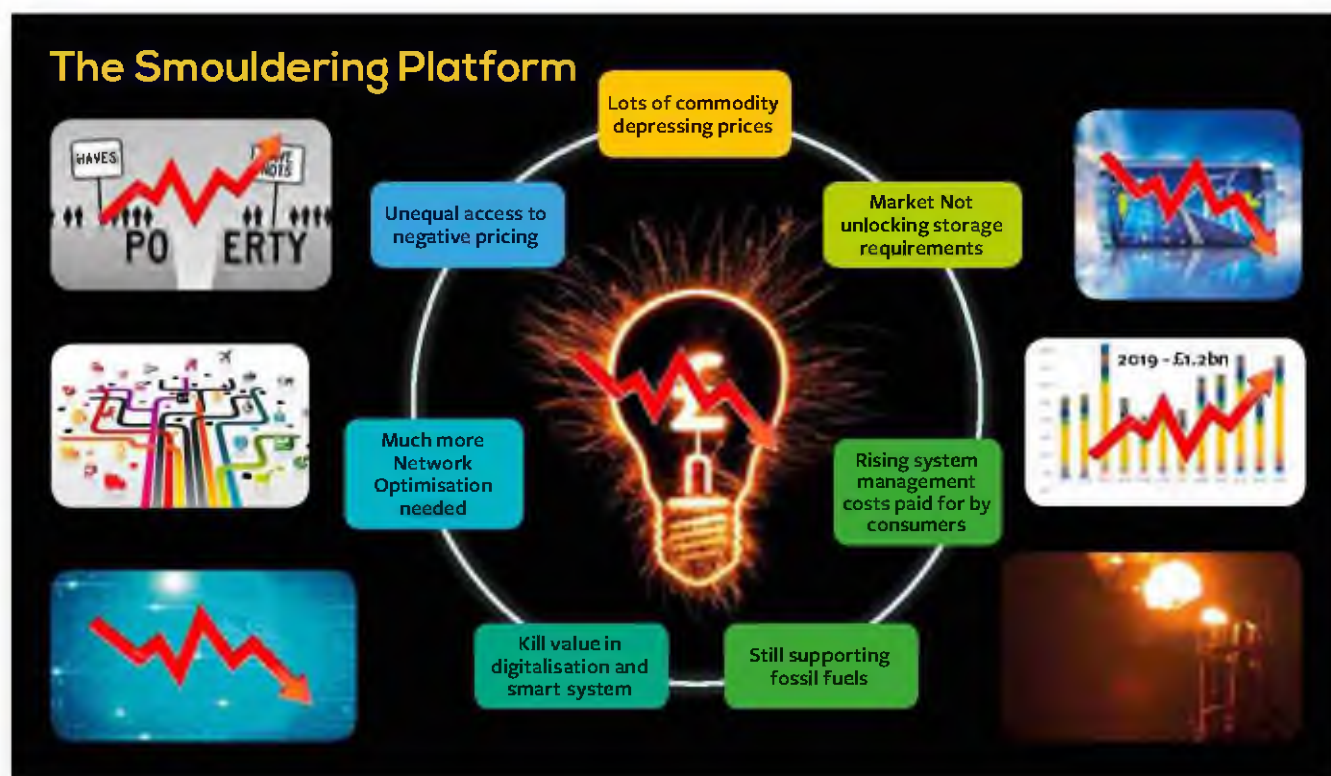 The Smouldering Platform
Lots of commodity
depressing prices
Market Not
unlocking storage
requirements
Rising system
management
costs paid for by
consumers
Still supporting
fossil fuels
Kill value in
digitalisation and
smart system
Much more
Network
Optimisation
needed
Unequal access to
negative pricing
HAVES
NOTS
PO ERTY
£
2019 - £1.2bn